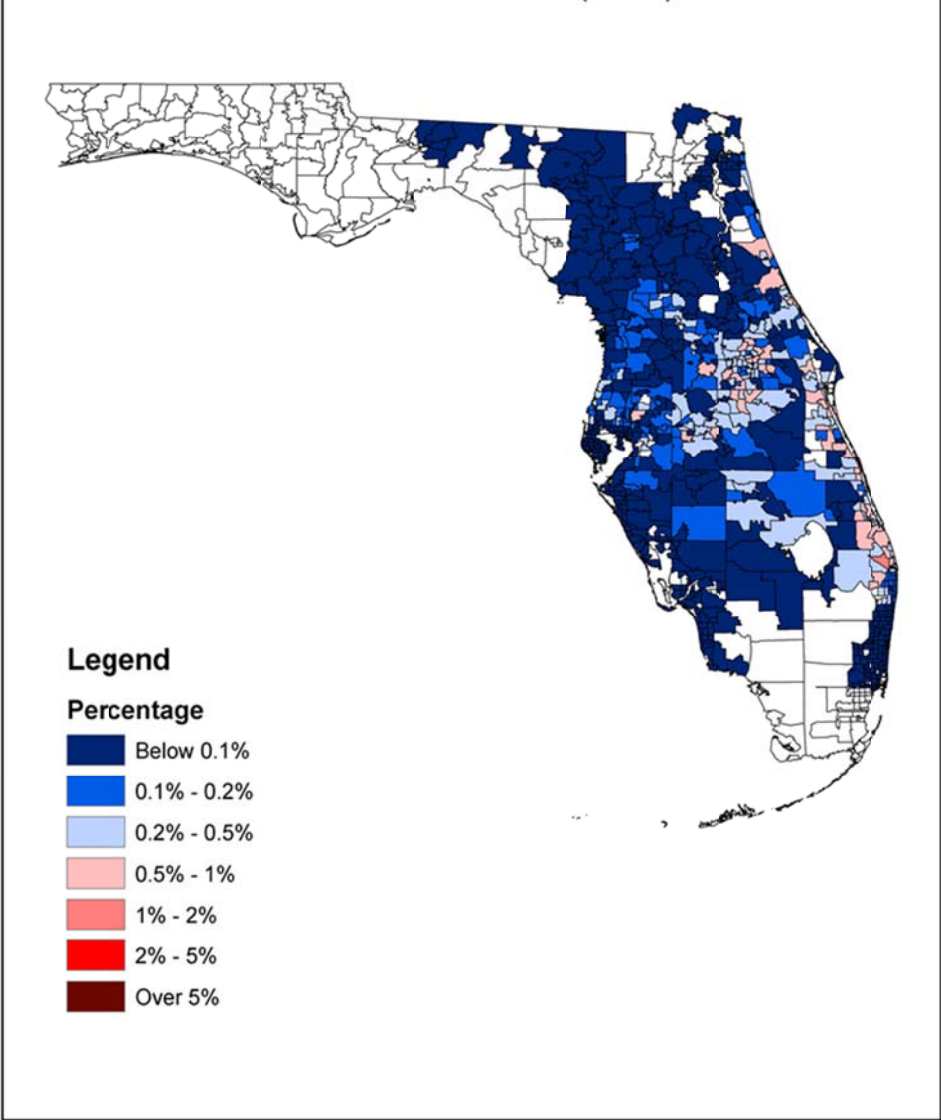 Legend
Percentage
Below 0.1%
0.1% - 0.2%
0.2% - 0.5%
0.5% - 1%
1% - 2%
2% - 5%
Over 5%